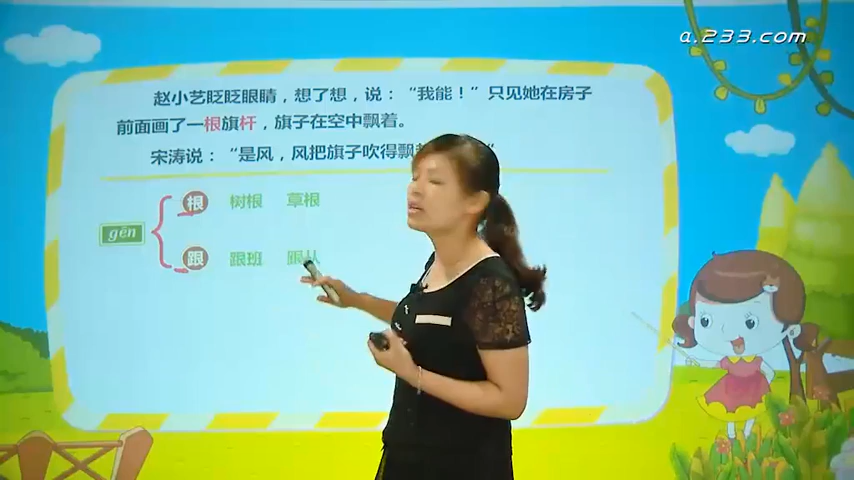 α.233.com
赵小艺眨眨眼睛，想了想，说：“我能！”只见她在房子
前面画了一根旗杆，旗子在空中飘着。
宋涛说：“是风，风把旗子吹得飘
gēn
根 树根 草根
跟 跟班 跟从